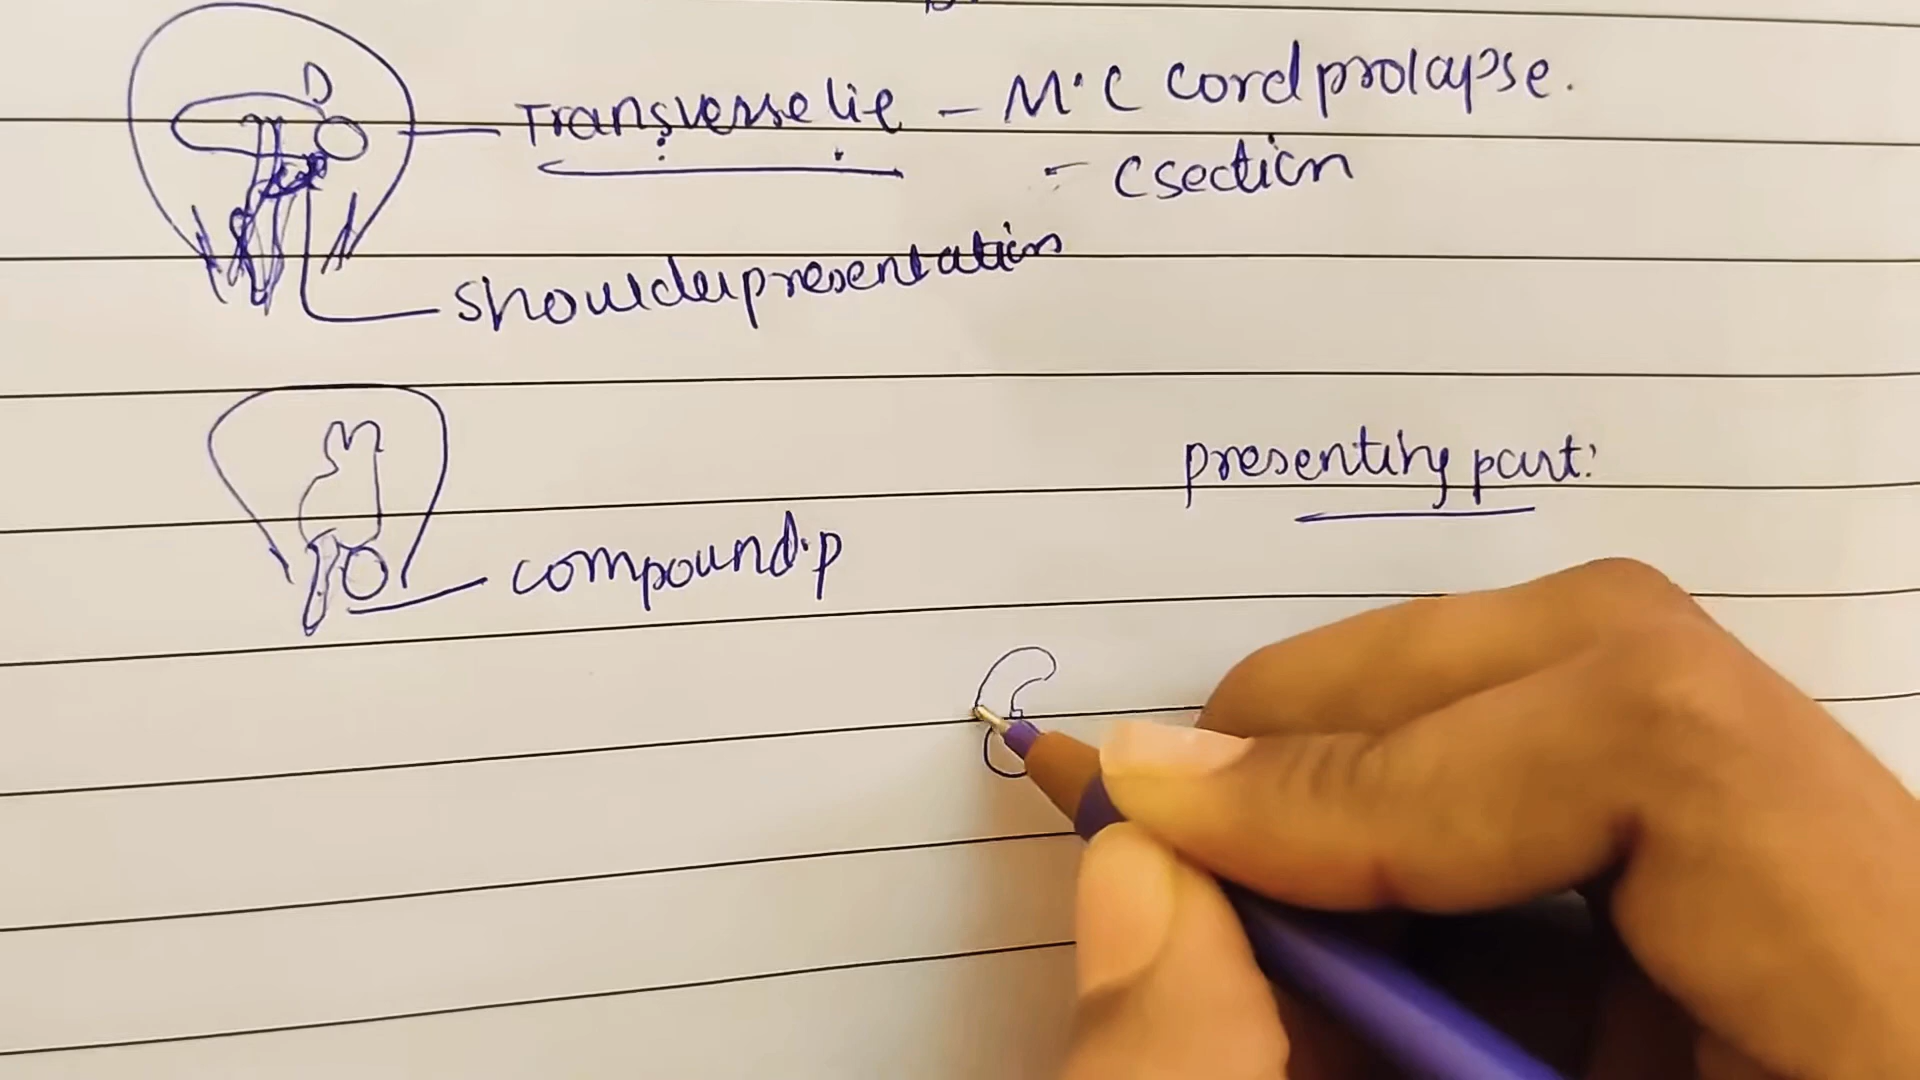 Transverse lie - M.C cord prolapse.
- C section
shoulder presentation
presenting part:
compound.p